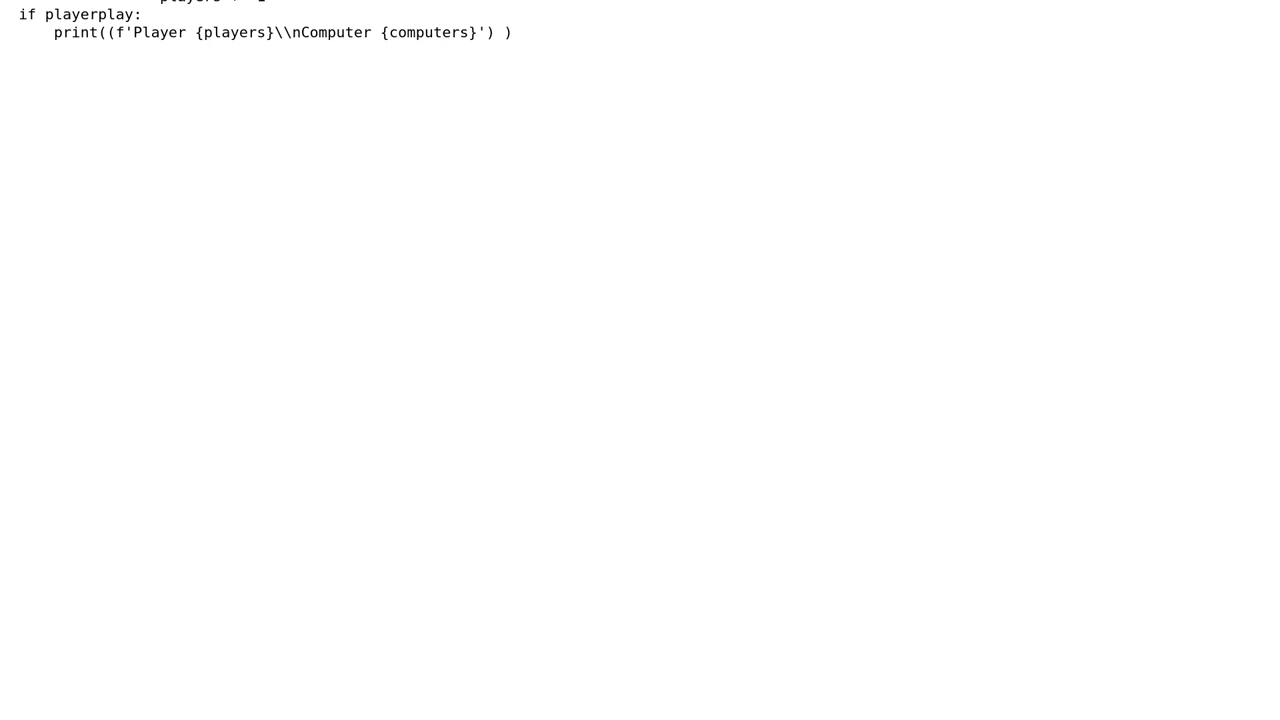 if playerplay:
    print((f'Player {players}\\nComputer {computers}') )